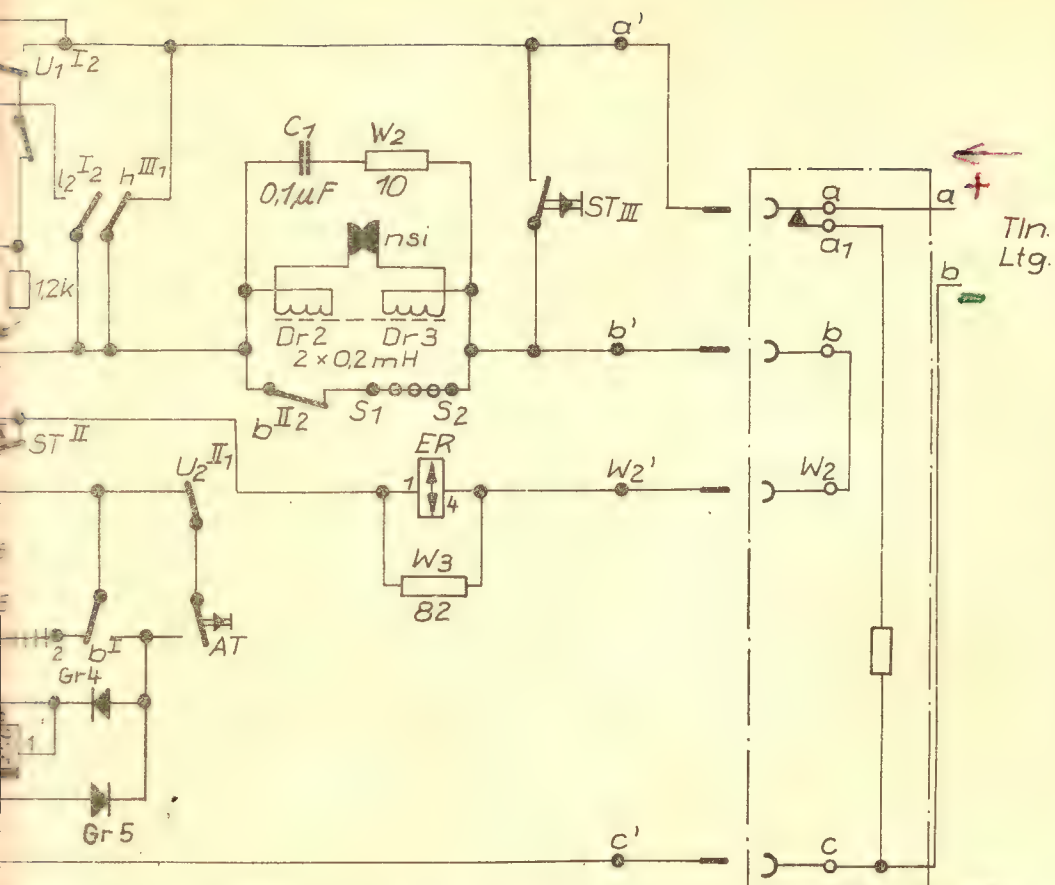 a'
U1 I2
C1
W2
0,1µF
10
l2 I2
h III1
ST III
nsi
a
a
+
a1
Tln.
Ltg.
b
1,2k
Dr2
Dr3
2 × 0,2mH
b'
b
b II2
S1
S2
ST II
U2 II1
ER
1
4
W2'
W2
W3
82
2
b I
AT
Gr4
1
Gr5
c'
c